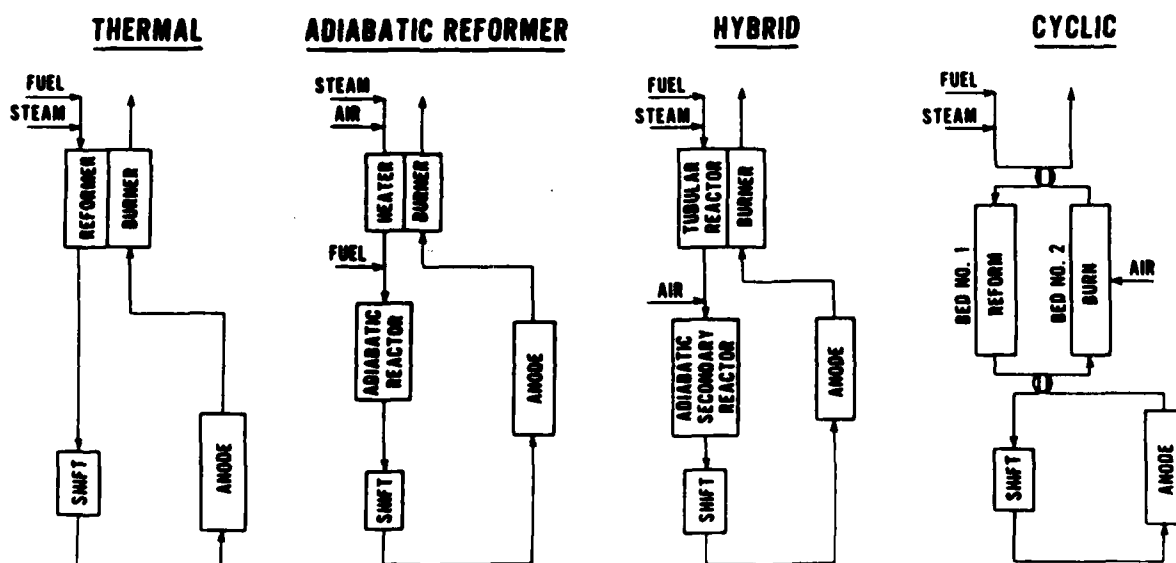 THERMAL
FUEL
STEAM
REFORMER
BURNER
SHIFT
ANODE
ADIABATIC REFORMER
STEAM
AIR
HEATER
BURNER
FUEL
ADIABATIC
REACTOR
SHIFT
ANODE
HYBRID
FUEL
STEAM
TUBULAR
REACTOR
BURNER
AIR
ADIABATIC
SECONDARY
REACTOR
SHIFT
ANODE
CYCLIC
FUEL
STEAM
BED NO. 1
REFORM
BED NO. 2
BURN
AIR
SHIFT
ANODE